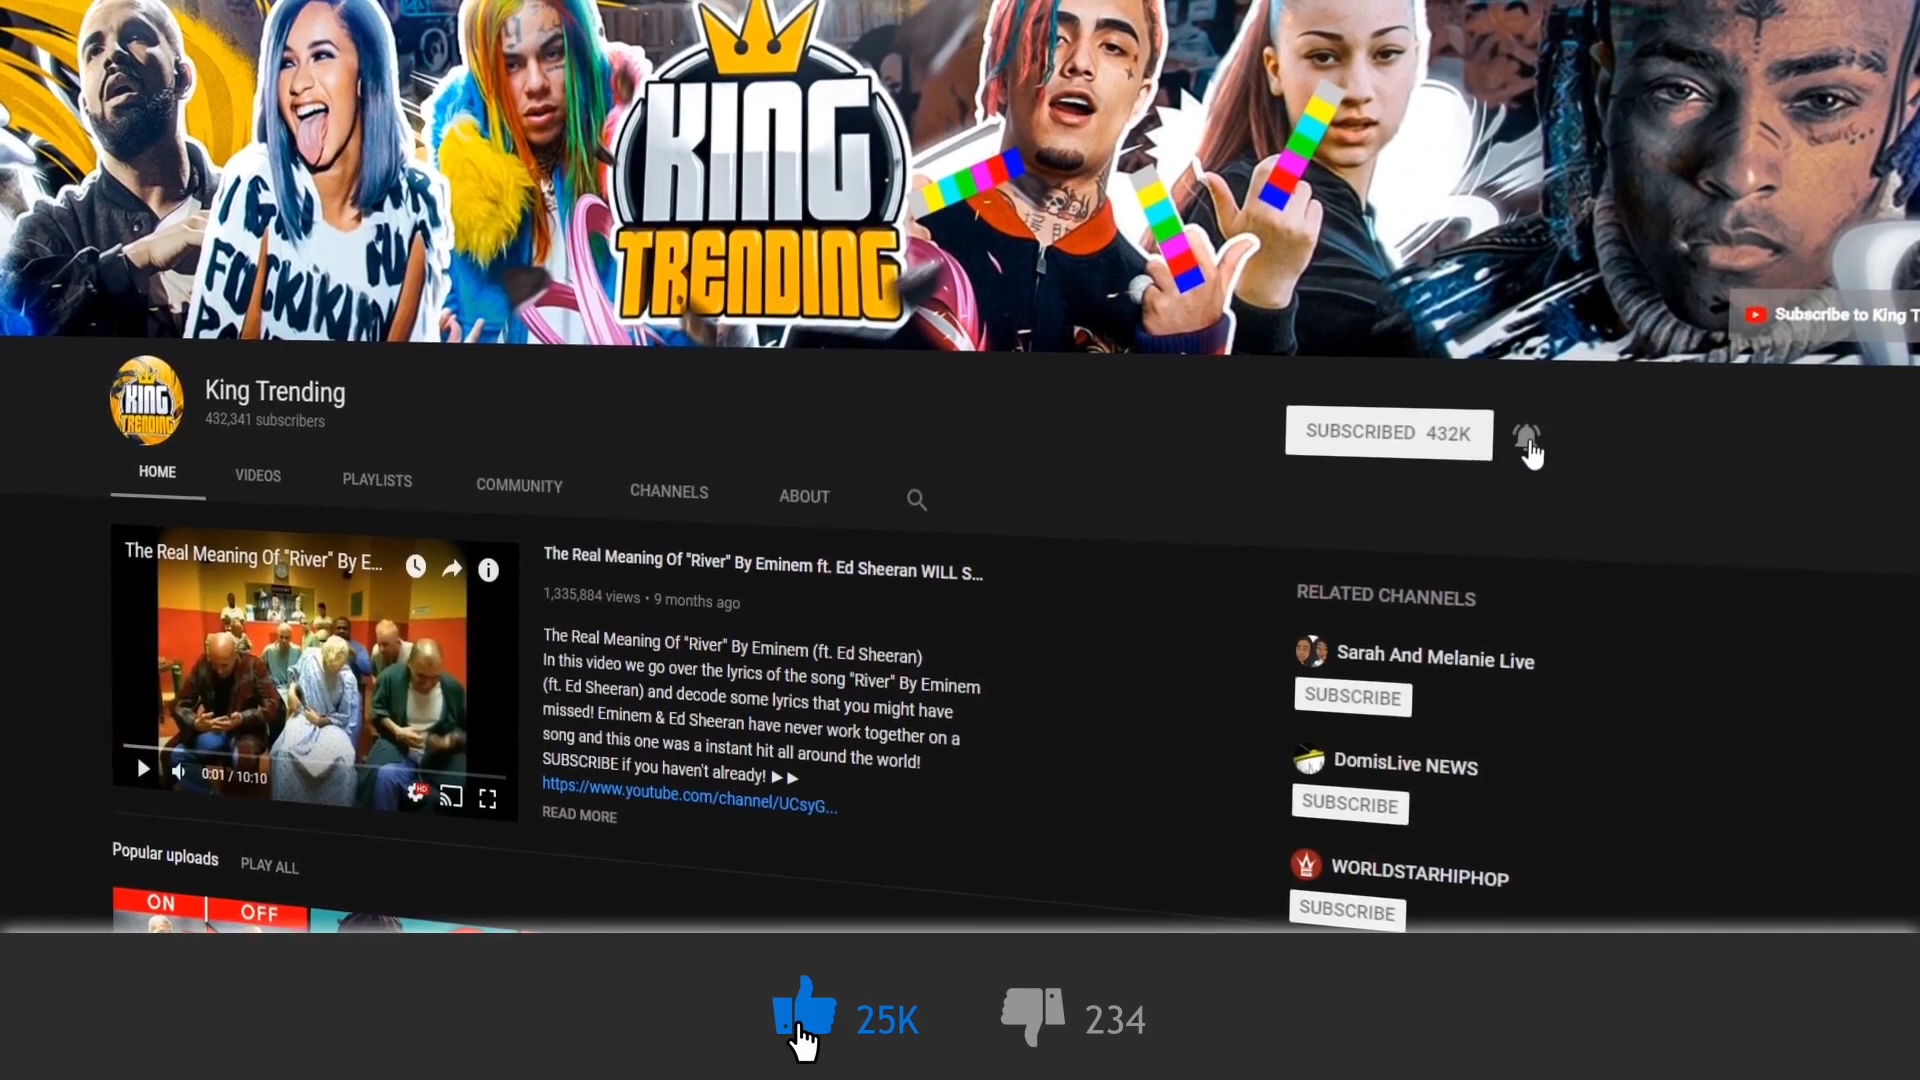 KING
TRENDING
Subscribe to King T
King Trending
432,341 subscribers
SUBSCRIBED 432K
HOME VIDEOS PLAYLISTS COMMUNITY CHANNELS ABOUT
The Real Meaning Of "River" By E...
0:01 / 10:10
HD
The Real Meaning Of "River" By Eminem ft. Ed Sheeran WILL S...
1,335,884 views • 9 months ago
The Real Meaning Of "River" By Eminem (ft. Ed Sheeran)
In this video we go over the lyrics of the song "River" By Eminem
(ft. Ed Sheeran) and decode some lyrics that you might have
missed! Eminem & Ed Sheeran have never work together on a
song and this one was a instant hit all around the world!
SUBSCRIBE if you haven't already! ►►
https://www.youtube.com/channel/UCsyG...
READ MORE
RELATED CHANNELS
Sarah And Melanie Live
SUBSCRIBE
DomisLive NEWS
SUBSCRIBE
WORLDSTARHIPHOP
SUBSCRIBE
Popular uploads PLAY ALL
ON OFF
25K 234